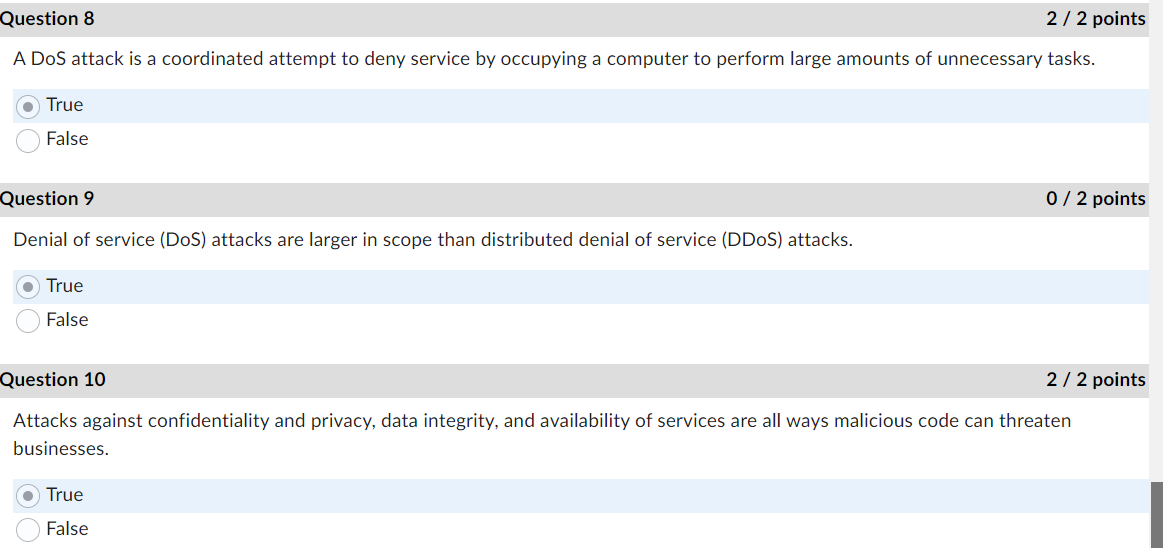 Question 8 2 / 2 points
A DoS attack is a coordinated attempt to deny service by occupying a computer to perform large amounts of unnecessary tasks.
True
False
Question 9 0 / 2 points
Denial of service (DoS) attacks are larger in scope than distributed denial of service (DDoS) attacks.
True
False
Question 10 2 / 2 points
Attacks against confidentiality and privacy, data integrity, and availability of services are all ways malicious code can threaten
businesses.
True
False